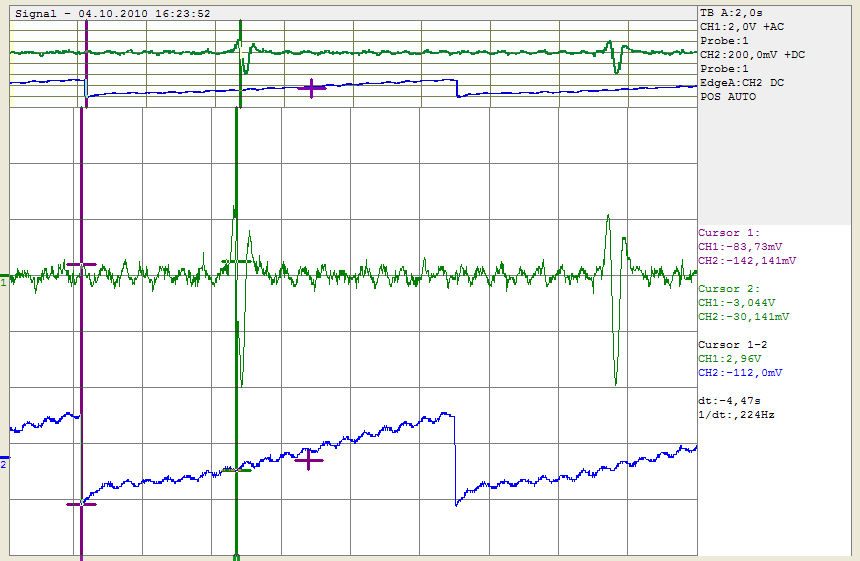 Signal - 04.10.2010 16:23:52
TB A:2,0s
CH1:2,0V +AC
Probe:1
CH2:200,0mV +DC
Probe:1
EdgeA:CH2 DC
POS AUTO
Cursor 1:
CH1:-83,73mV
CH2:-142,141mV
Cursor 2:
CH1:-3,044V
CH2:-30,141mV
Cursor 1-2
CH1:2,96V
CH2:-112,0mV
dt:-4,47s
1/dt:,224Hz
1
2